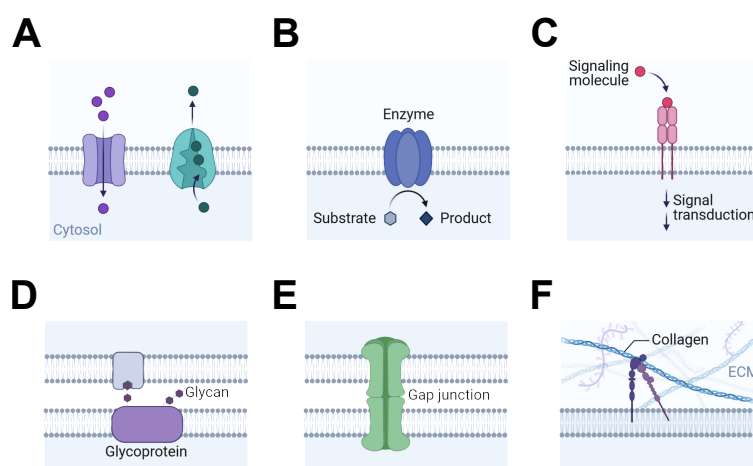 A
B
C
Signaling
molecule
Enzyme
Cytosol
Substrate
Product
Signal
transduction
D
E
F
Collagen
ECM
Glycan
Gap junction
Glycoprotein